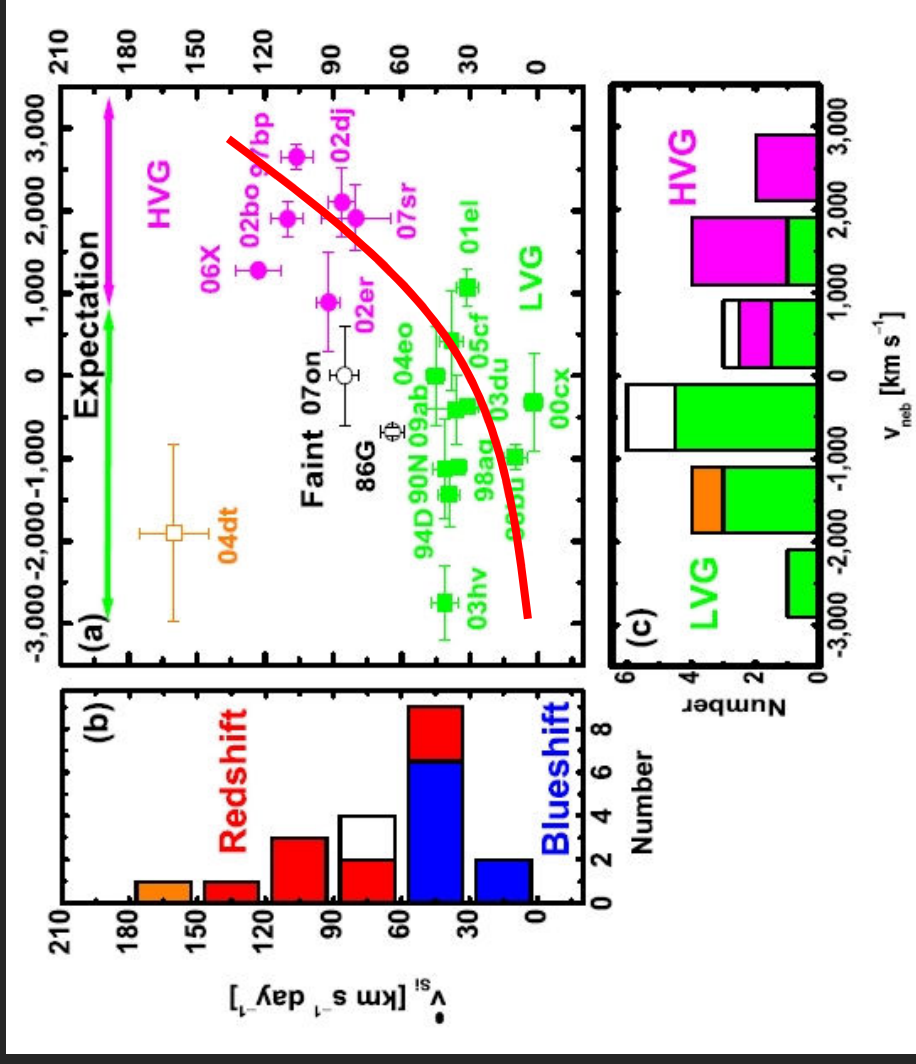 (a)
Expectation
-3,000
-2,000
-1,000
0
1,000
2,000
3,000
210
180
150
120
90
60
30
0
HVG
LVG
Faint
04dt
06X
02bo
97bp
02dj
07sr
02er
07on
86G
04eo
09ab
90N
94D
03hv
98aq
98bu
03du
05cf
01el
00cx
(b)
Redshift
Blueshift
210
180
150
120
90
60
30
0
v̇Si [km s⁻¹ day⁻¹]
0
2
4
6
8
Number
(c)
LVG
HVG
6
4
2
0
Number
-3,000
-2,000
-1,000
0
1,000
2,000
3,000
vneb [km s⁻¹]